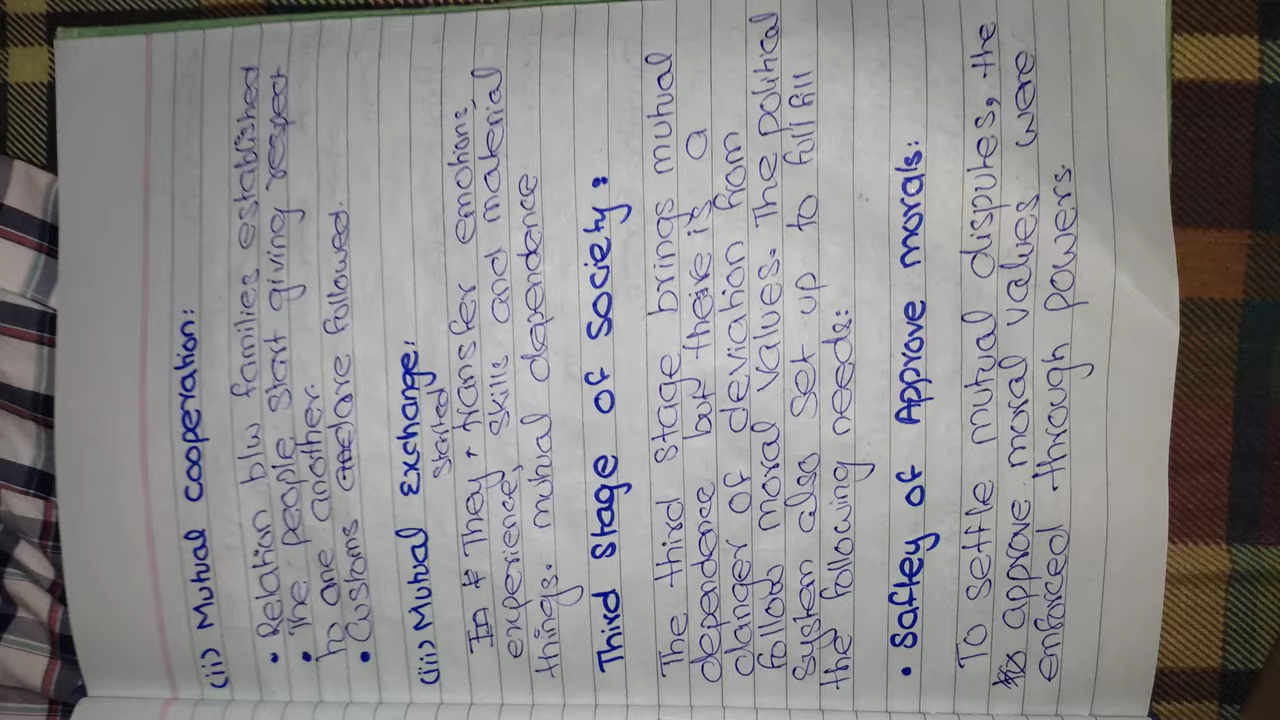 (ii) Mutual cooperation:
• Relation b/w families established
• The people start giving respect
to one another.
• Customs are followed.
(iii) Mutual Exchange:
started
They transfer emotions,
experience, skills and material
things. mutual dependence
Third Stage of Society:
The third stage brings mutual
dependence but there is a
danger of deviation from
follow moral values. The political
system also set up to full fill
the following needs:
• Saftey of Approve morals:
To settle mutual disputes, the
approve moral values were
enforced through powers.